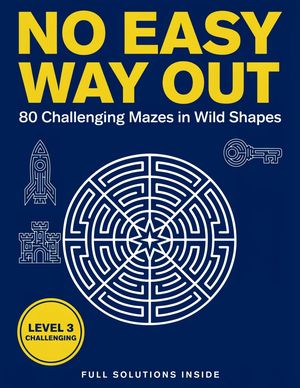 NO EASY
WAY OUT
80 Challenging Mazes in Wild Shapes
LEVEL 3
CHALLENGING
FULL SOLUTIONS INSIDE